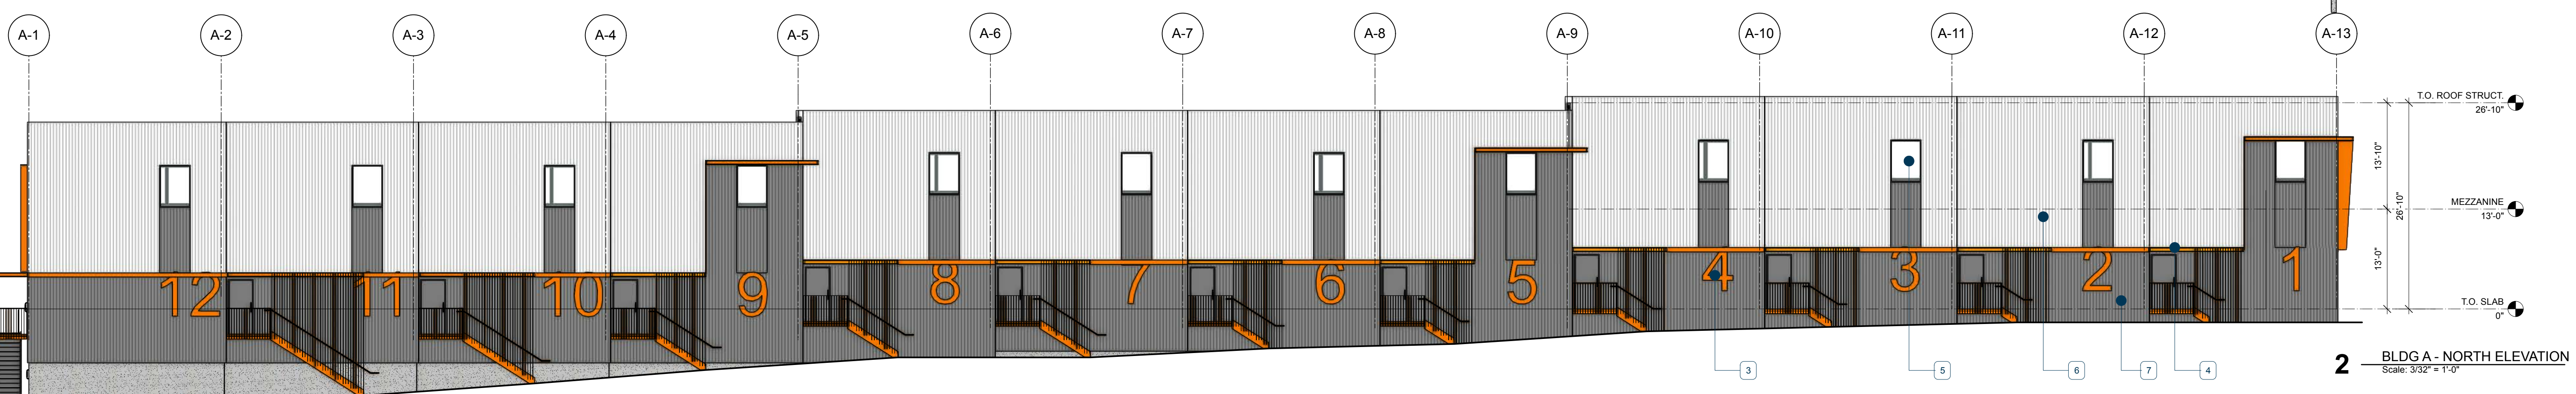 A-1 A-2 A-3 A-4 A-5 A-6 A-7 A-8 A-9 A-10 A-11 A-12 A-13
T.O. ROOF STRUCT.
26'-10"
13'-10"
26'-10"
MEZZANINE
13'-0"
13'-0"
T.O. SLAB
0"
12 11 10 9 8 7 6 5 4 3 2 1
3 5 6 7 4
2 BLDG A - NORTH ELEVATION
Scale: 3/32" = 1'-0"